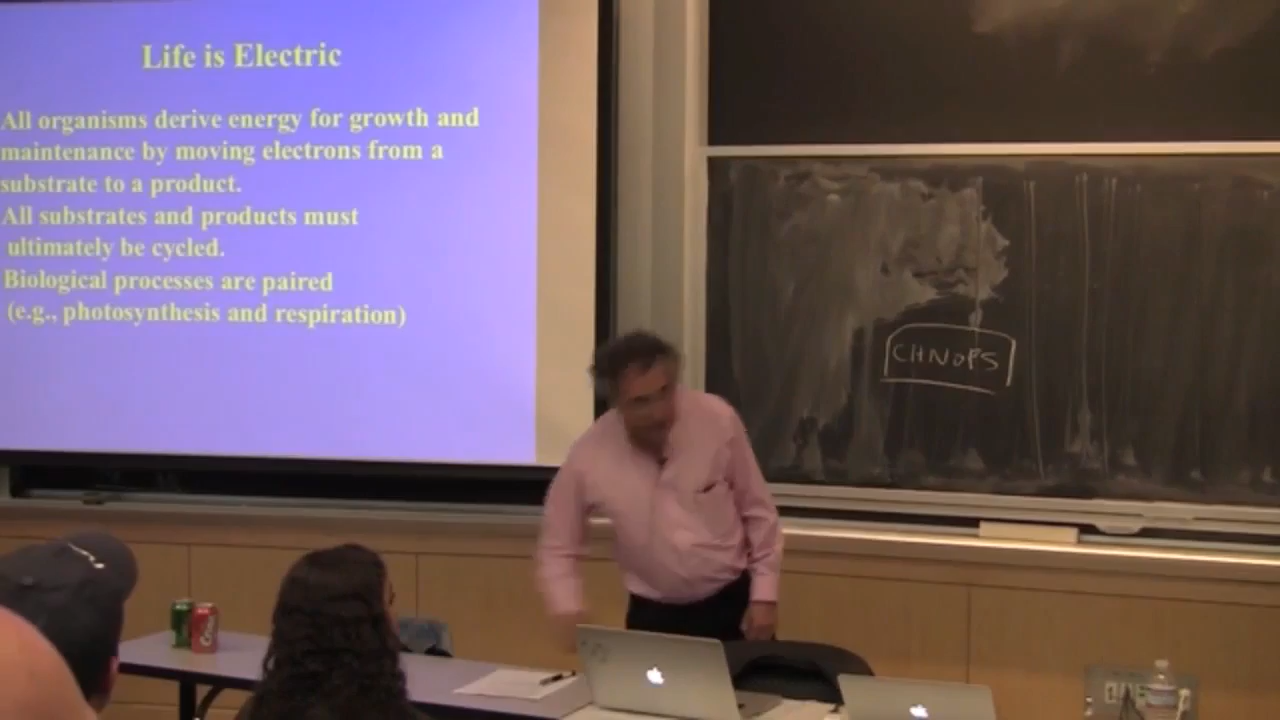 Life is Electric
All organisms derive energy for growth and
maintenance by moving electrons from a
substrate to a product.
All substrates and products must
ultimately be cycled.
Biological processes are paired
(e.g., photosynthesis and respiration)
CHNOPS
Coke